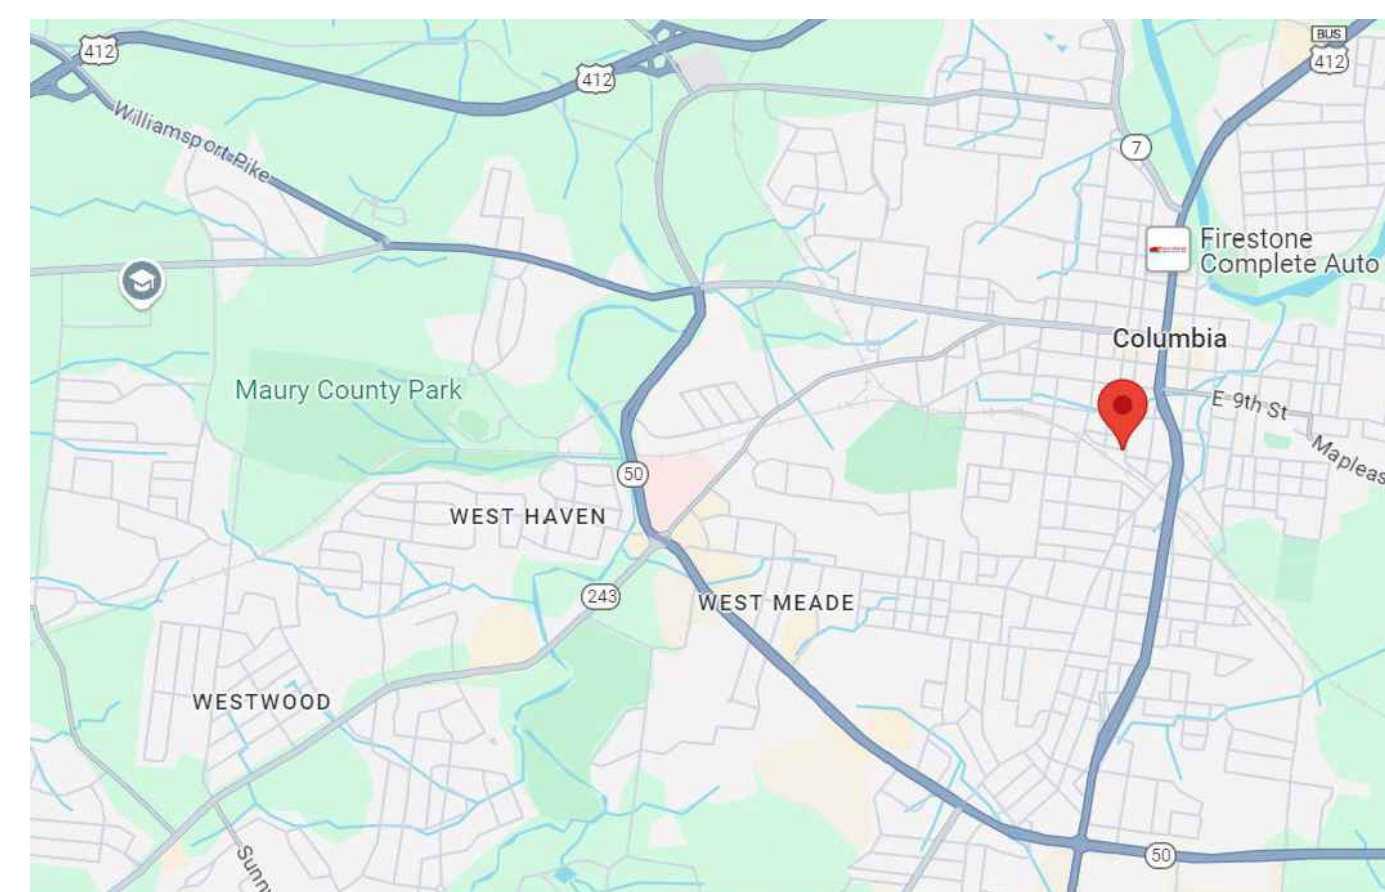 BUS
412
412
412
Williamsport Pike
7
Firestone
Complete Auto
Columbia
Maury County Park
E 9th St
Mapleas
50
WEST HAVEN
243
WEST MEADE
WESTWOOD
Sunny
50